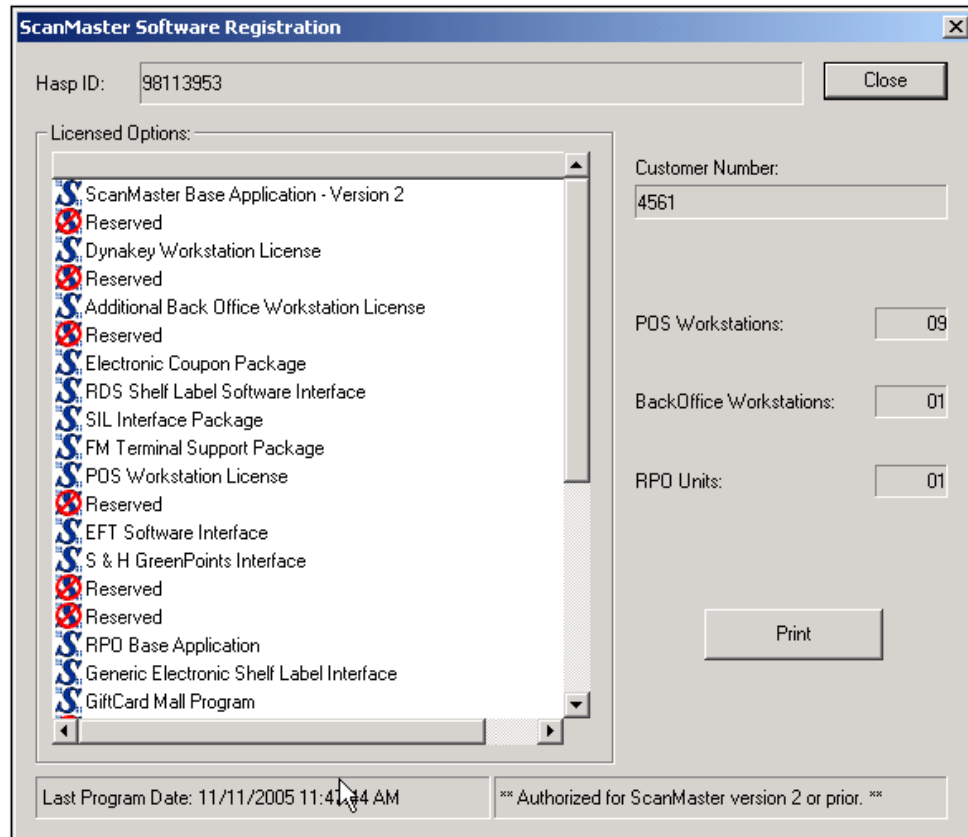 ScanMaster Software Registration
Hasp ID: 98113953
Close
Licensed Options:
ScanMaster Base Application - Version 2
Reserved
Dynakey Workstation License
Reserved
Additional Back Office Workstation License
Reserved
Electronic Coupon Package
RDS Shelf Label Software Interface
SIL Interface Package
FM Terminal Support Package
POS Workstation License
Reserved
EFT Software Interface
S & H GreenPoints Interface
Reserved
Reserved
RPO Base Application
Generic Electronic Shelf Label Interface
GiftCard Mall Program
Customer Number:
4561
POS Workstations: 09
BackOffice Workstations: 01
RPO Units: 01
Print
Last Program Date: 11/11/2005 AM
** Authorized for ScanMaster version 2 or prior. **